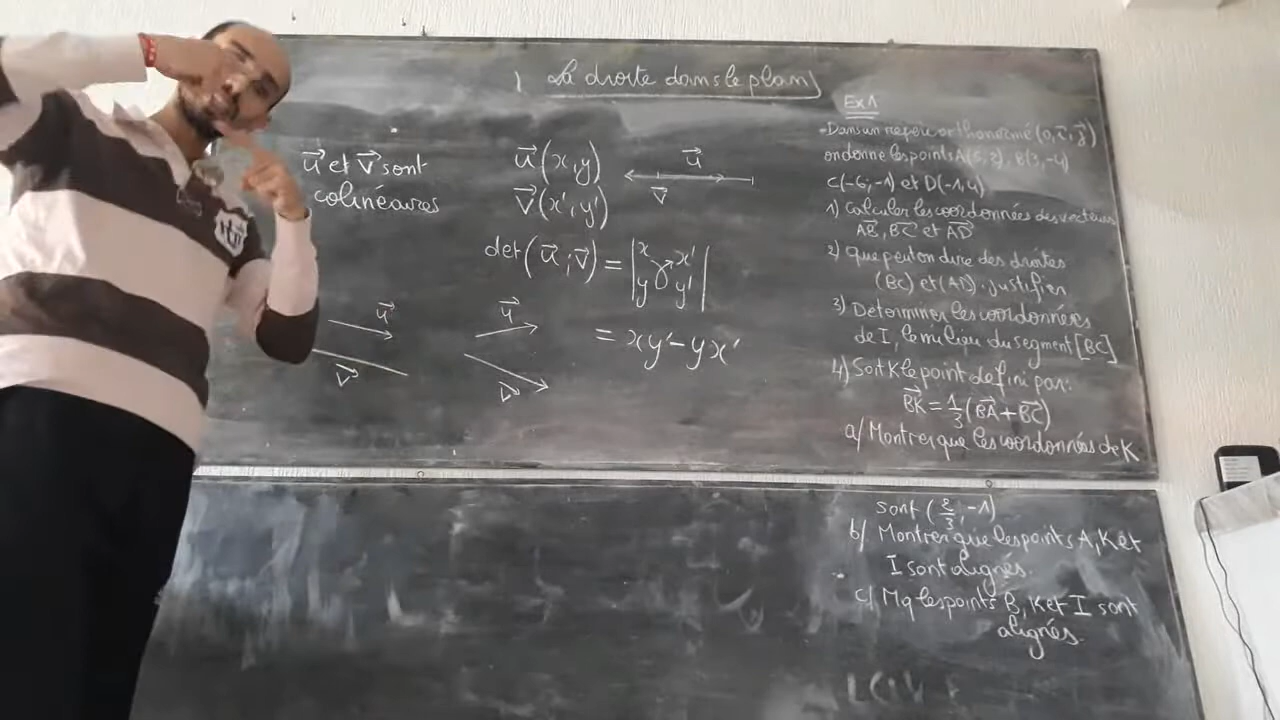 La droite dans le plan
u⃗ et v⃗ sont
colinéaires
u⃗(x,y)
v⃗(x',y')
u⃗
v⃗
det(u⃗;v⃗) = |x x'|
|y y'|
= xy'-yx'
u⃗
v⃗
u⃗
v⃗
Ex1
Dans un repère orthonormé (o,i⃗,j⃗)
on donne les points A(5;2), B(3,-4)
C(-6;-1) et D(-1,4)
1) Calculer les coordonnées des vecteurs
AB⃗, BC⃗ et AD⃗
2) Que peut on dire des droites
(BC) et (AD). justifier
3) Determiner les coordonnées
de I, le milieu du segment [BC]
4) Soit K le point défini par:
BK⃗ = 1/3(BA⃗+BC⃗)
a/ Montrer que les coordonnées de K
sont (2/3,-1)
b) Montrer que les points A, K et
I sont alignés.
c) Mq les points B, K et I sont
alignés.